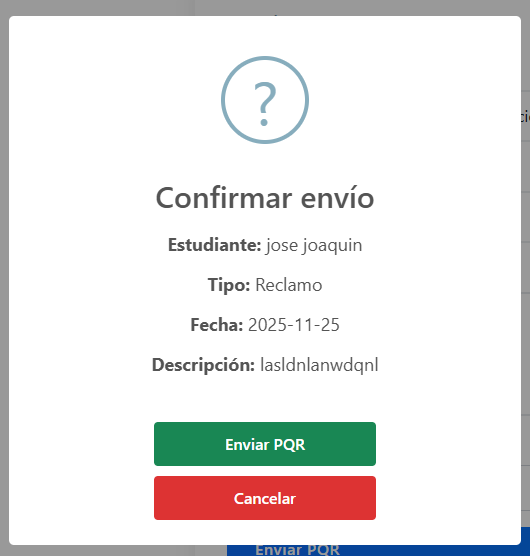 ?
Confirmar envío
Estudiante: jose joaquin
Tipo: Reclamo
Fecha: 2025-11-25
Descripción: lasldnlanwdqnl
Enviar PQR
Cancelar
Enviar PQR